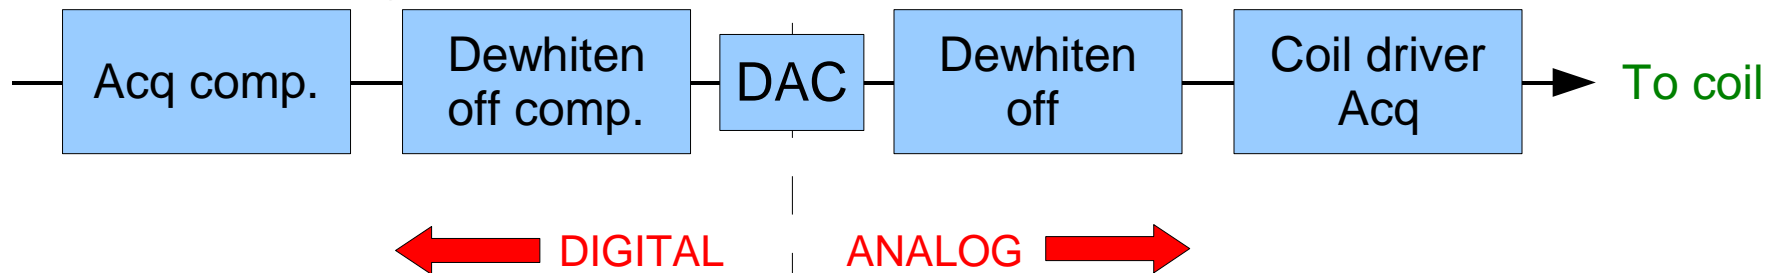 Acq comp.
Dewhiten
off comp.
DAC
Dewhiten
off
Coil driver
Acq
To coil
DIGITAL
ANALOG